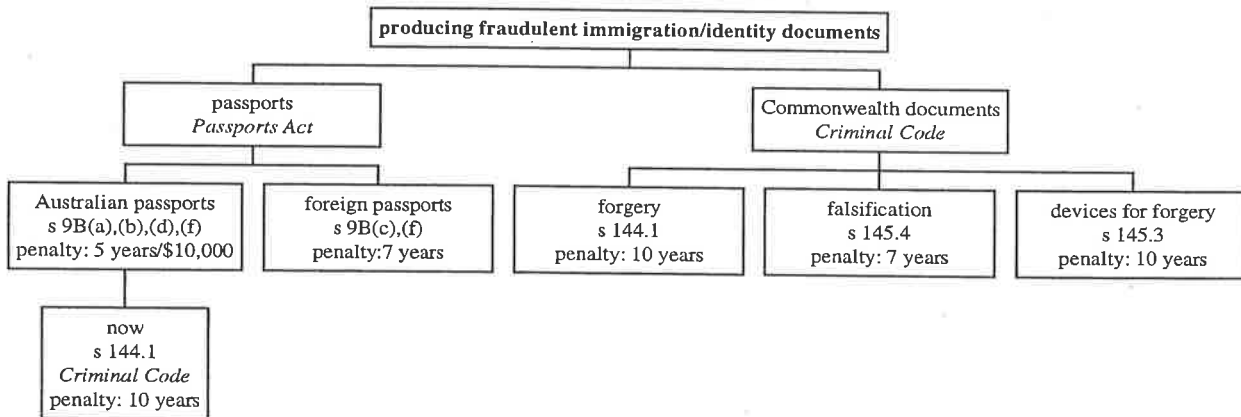 producing fraudulent immigration/identity documents
passports
Passports Act
Commonwealth documents
Criminal Code
Australian passports
s 9B(a),(b),(d),(f)
penalty: 5 years/$10,000
foreign passports
s 9B(c),(f)
penalty:7 years
forgery
s 144.1
penalty: 10 years
falsification
s 145.4
penalty: 7 years
devices for forgery
s 145.3
penalty: 10 years
now
s 144.1
Criminal Code
penalty: 10 years